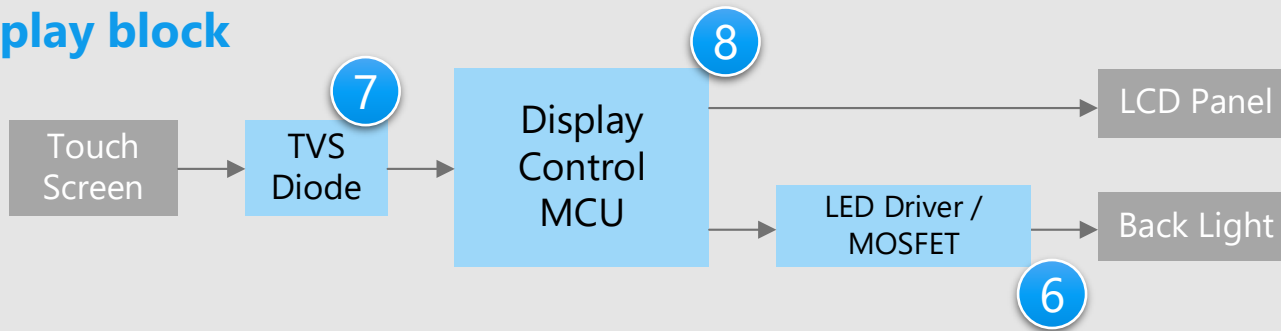 play block
8
7
Touch
Screen
TVS
Diode
Display
Control
MCU
LCD Panel
LED Driver /
MOSFET
Back Light
6